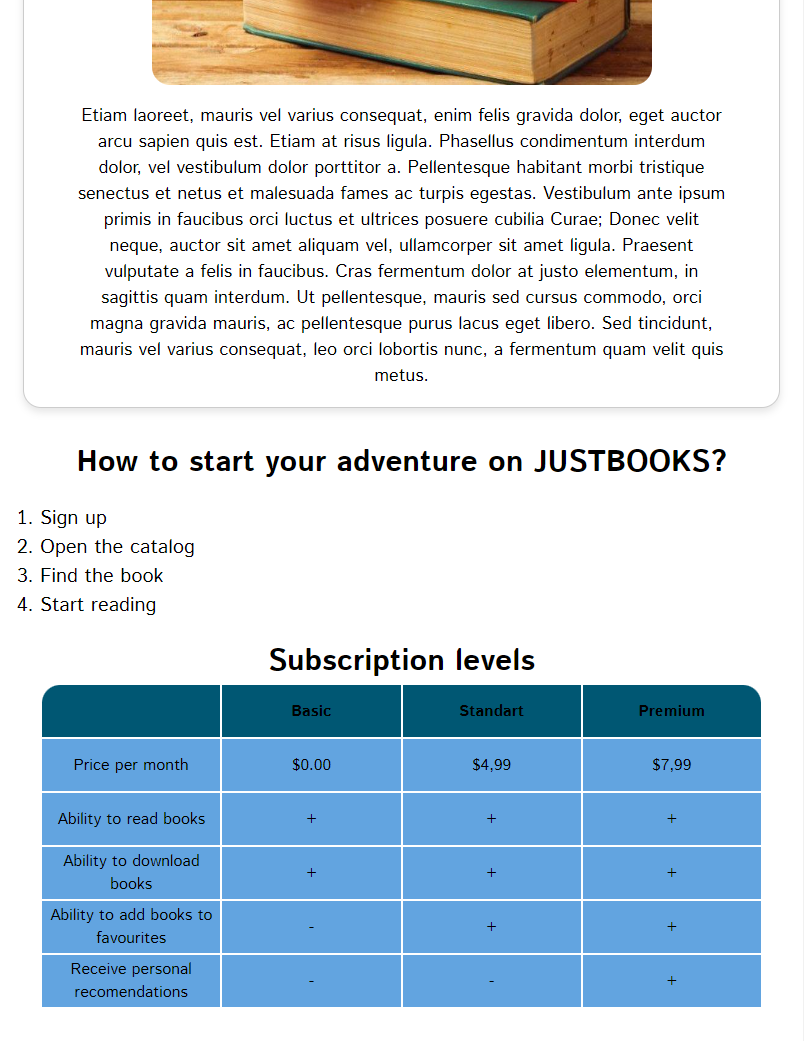 Etiam laoreet, mauris vel varius consequat, enim felis gravida dolor, eget auctor
arcu sapien quis est. Etiam at risus ligula. Phasellus condimentum interdum
dolor, vel vestibulum dolor porttitor a. Pellentesque habitant morbi tristique
senectus et netus et malesuada fames ac turpis egestas. Vestibulum ante ipsum
primis in faucibus orci luctus et ultrices posuere cubilia Curae; Donec velit
neque, auctor sit amet aliquam vel, ullamcorper sit amet ligula. Praesent
vulputate a felis in faucibus. Cras fermentum dolor at justo elementum, in
sagittis quam interdum. Ut pellentesque, mauris sed cursus commodo, orci
magna gravida mauris, ac pellentesque purus lacus eget libero. Sed tincidunt,
mauris vel varius consequat, leo orci lobortis nunc, a fermentum quam velit quis
metus.
How to start your adventure on JUSTBOOKS?
1. Sign up
2. Open the catalog
3. Find the book
4. Start reading
Subscription levels
Basic Standart Premium
Price per month $0.00 $4,99 $7,99
Ability to read books + + +
Ability to download
books + + +
Ability to add books to
favourites - + +
Receive personal
recomendations - - +